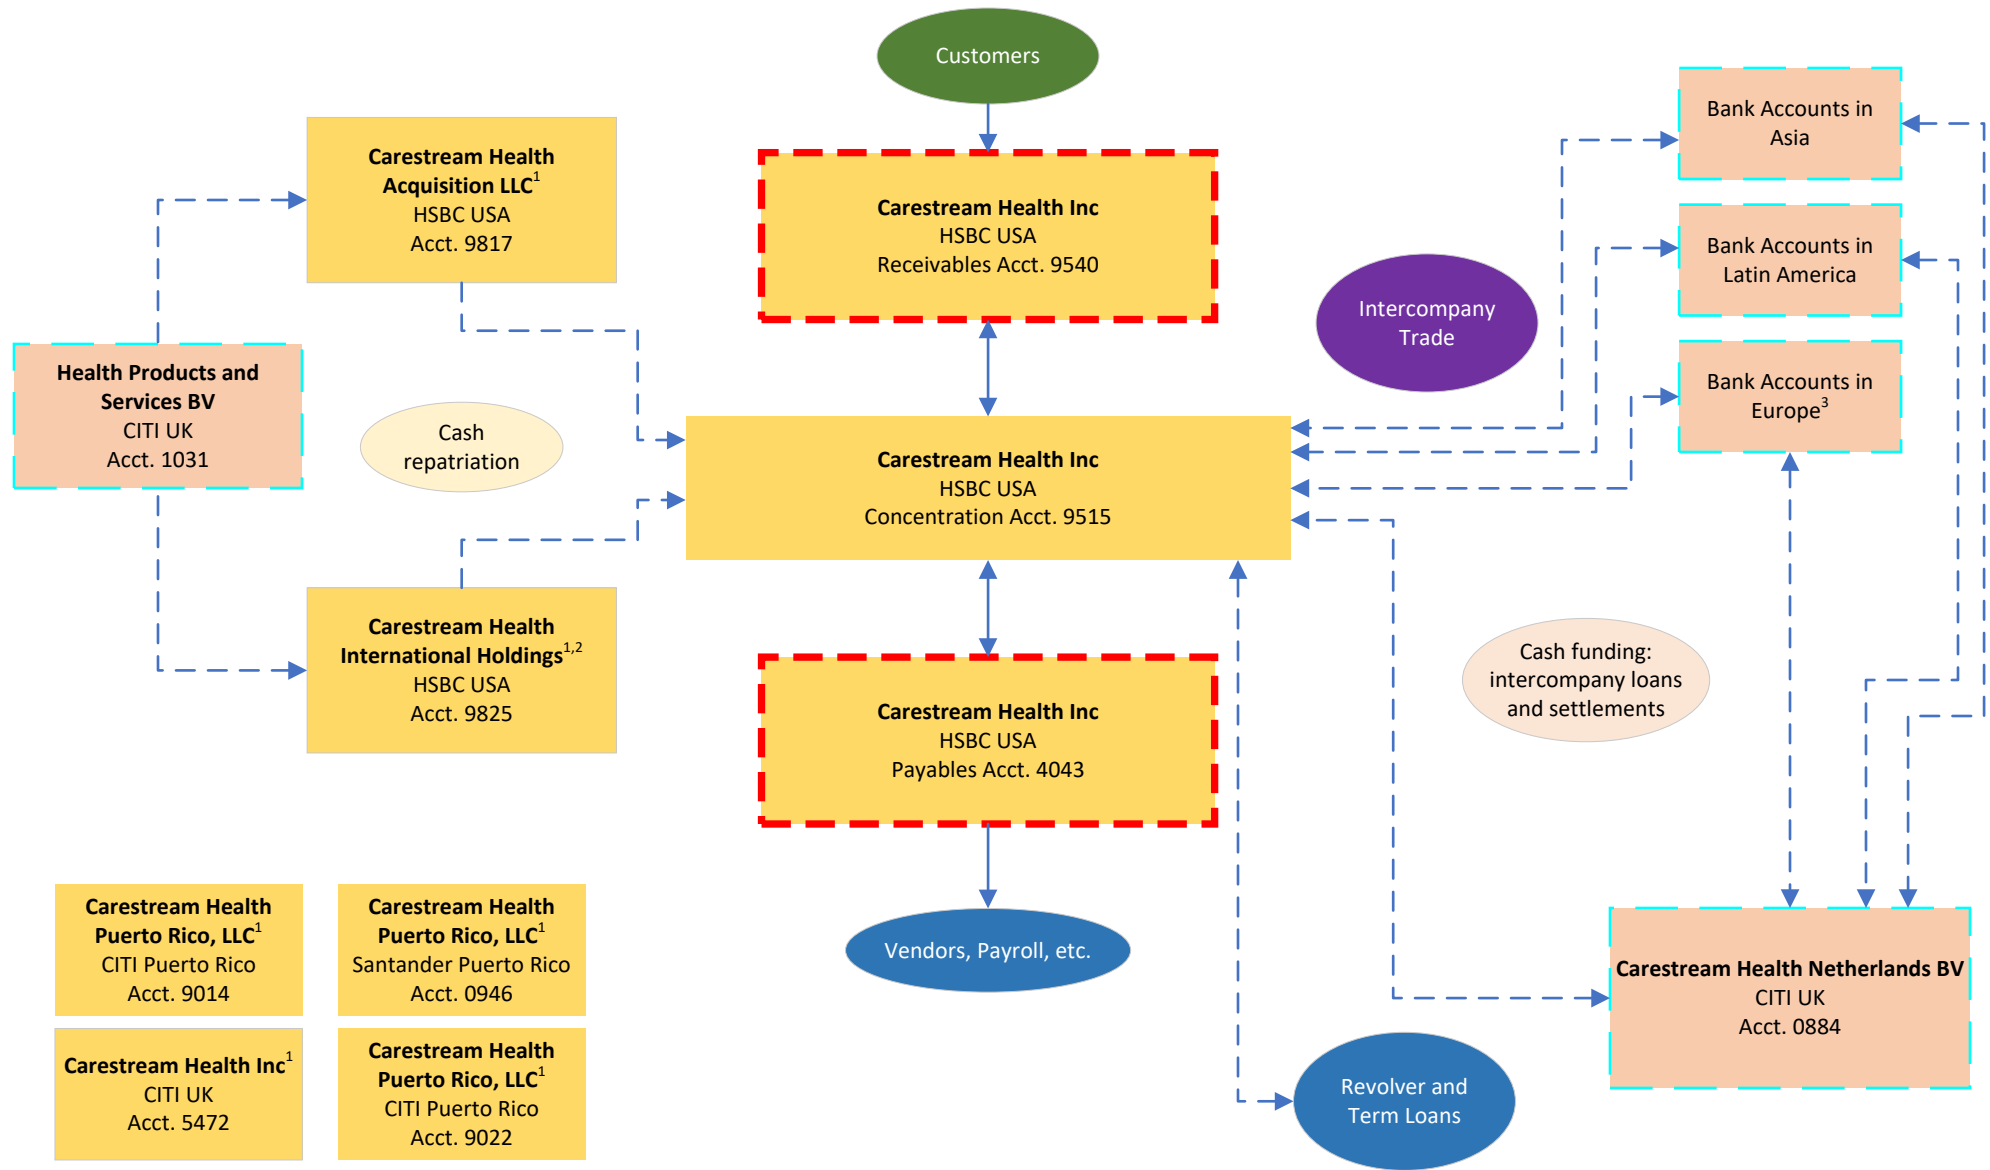 Customers
Carestream Health
Acquisition LLC1
HSBC USA
Acct. 9817
Carestream Health Inc
HSBC USA
Receivables Acct. 9540
Bank Accounts in
Asia
Bank Accounts in
Latin America
Bank Accounts in
Europe3
Intercompany
Trade
Health Products and
Services BV
CITI UK
Acct. 1031
Cash
repatriation
Carestream Health Inc
HSBC USA
Concentration Acct. 9515
Carestream Health
International Holdings1,2
HSBC USA
Acct. 9825
Carestream Health Inc
HSBC USA
Payables Acct. 4043
Cash funding:
intercompany loans
and settlements
Carestream Health
Puerto Rico, LLC1
CITI Puerto Rico
Acct. 9014
Carestream Health
Puerto Rico, LLC1
Santander Puerto Rico
Acct. 0946
Vendors, Payroll, etc.
Carestream Health Netherlands BV
CITI UK
Acct. 0884
Carestream Health Inc1
CITI UK
Acct. 5472
Carestream Health
Puerto Rico, LLC1
CITI Puerto Rico
Acct. 9022
Revolver and
Term Loans